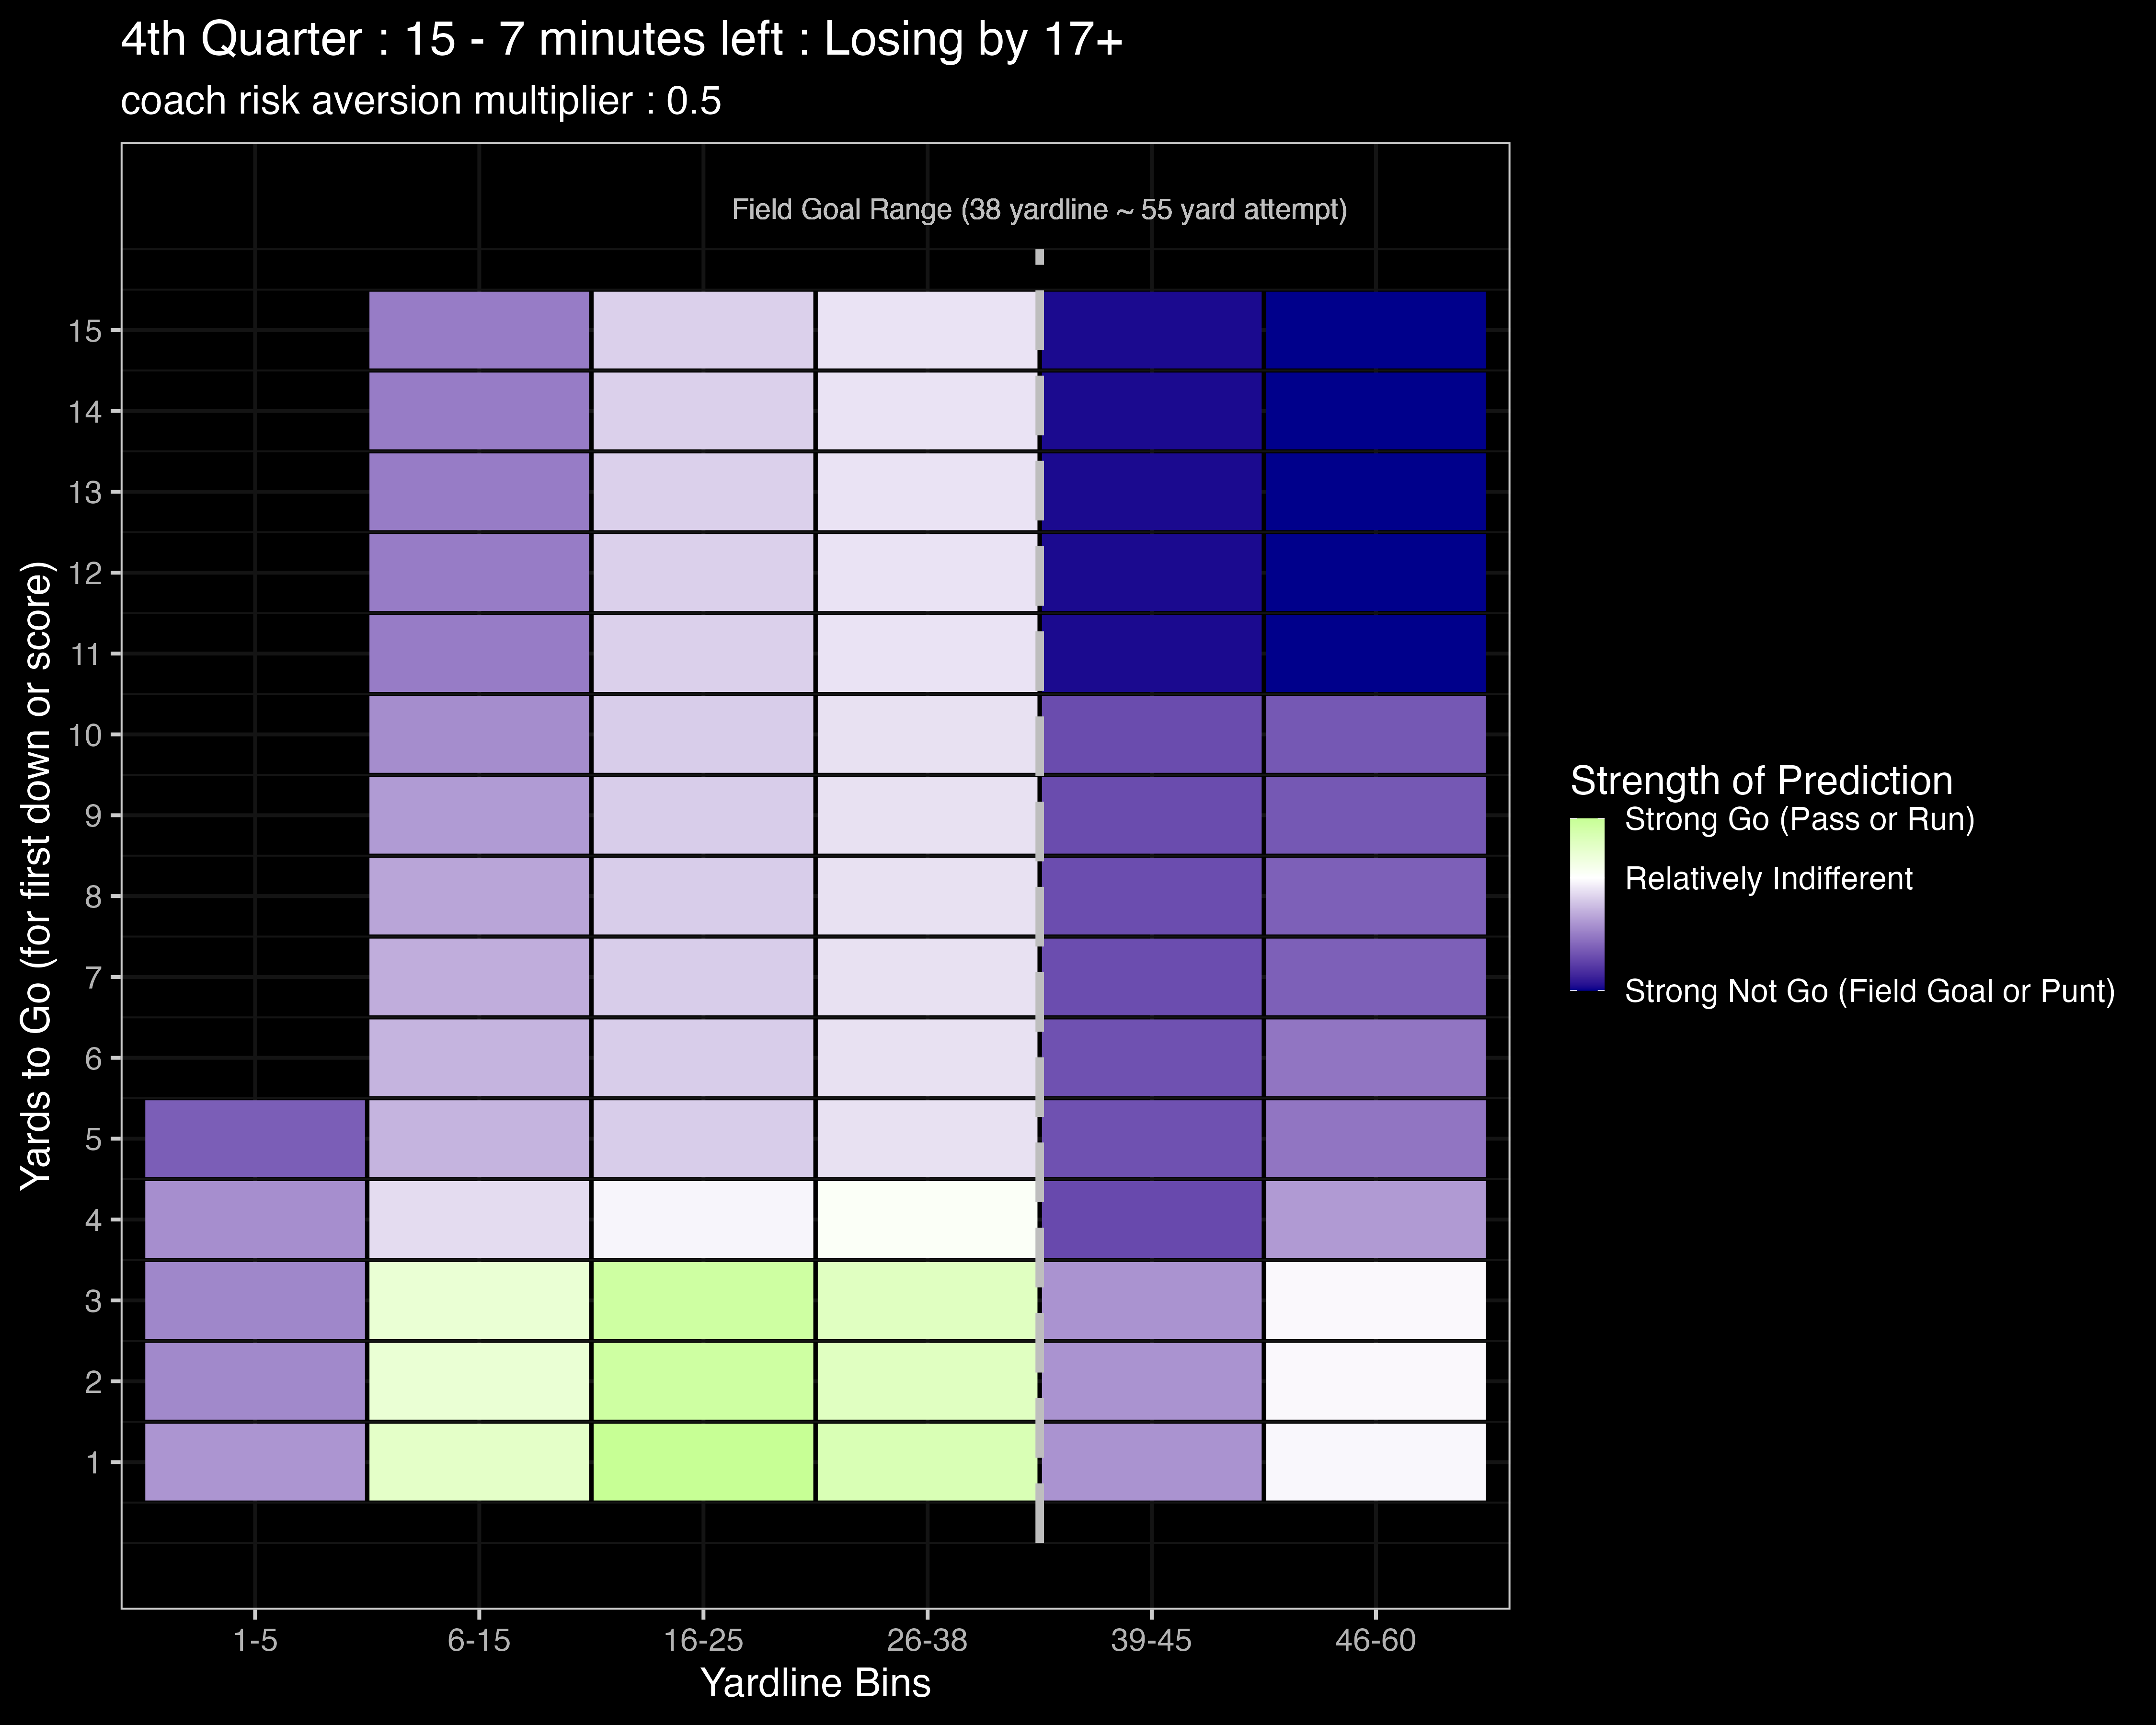 4th Quarter : 15 - 7 minutes left : Losing by 17+
coach risk aversion multiplier : 0.5
Field Goal Range (38 yardline ~ 55 yard attempt)
Yards to Go (for first down or score)
15
14
13
12
11
10
9
8
7
6
5
4
3
2
1
1-5
6-15
16-25
26-38
39-45
46-60
Yardline Bins
Strength of Prediction
Strong Go (Pass or Run)
Relatively Indifferent
Strong Not Go (Field Goal or Punt)